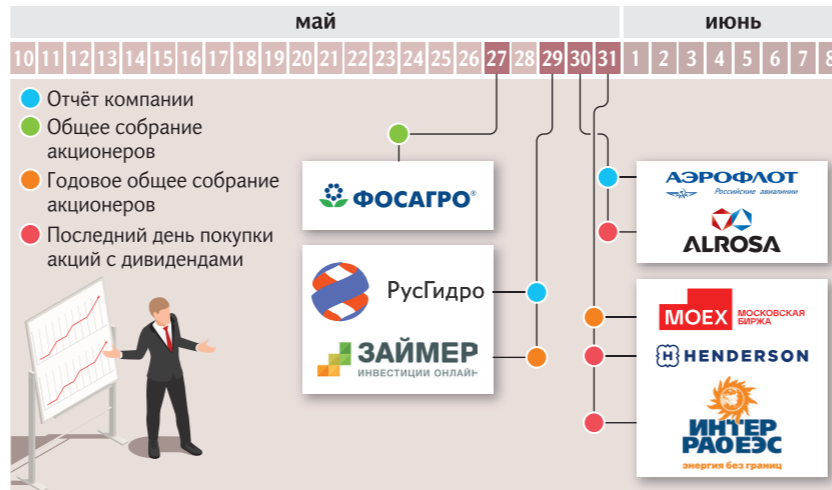 май
июнь
10 11 12 13 14 15 16 17 18 19 20 21 22 23 24 25 26 27 28 29 30 31 1 2 3 4 5 6 7 8
Отчёт компании
Общее собрание
акционеров
Годовое общее собрание
акционеров
Последний день покупки
акций с дивидендами
ФОСАГРО®
РусГидро
ЗАЙМЕР
ИНВЕСТИЦИИ ОНЛАЙН
АЭРОФЛОТ
Российские авиалинии
ALROSA
MOEX
МОСКОВСКАЯ
БИРЖА
H HENDERSON
ИНТЕР
РАО ЕЭС
энергия без границ